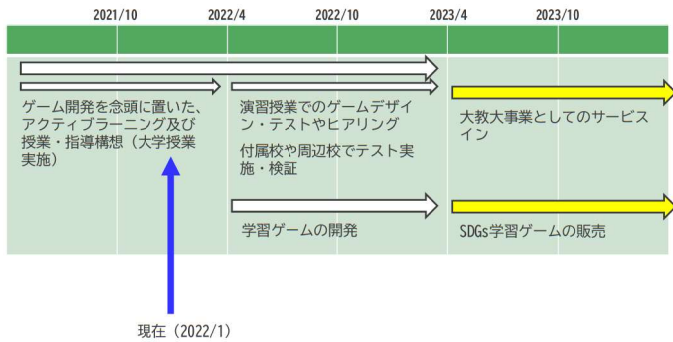 2021/10 2022/4 2022/10 2023/4 2023/10
ゲーム開発を念頭に置いた、
アクティブラーニング及び
授業・指導構想（大学授業
実施）
演習授業でのゲームデザイ
ン・テストやヒアリング
付属校や周辺校でテスト実
施・検証
大教大事業としてのサービス
イン
学習ゲームの開発
SDGs学習ゲームの販売
現在（2022/1）